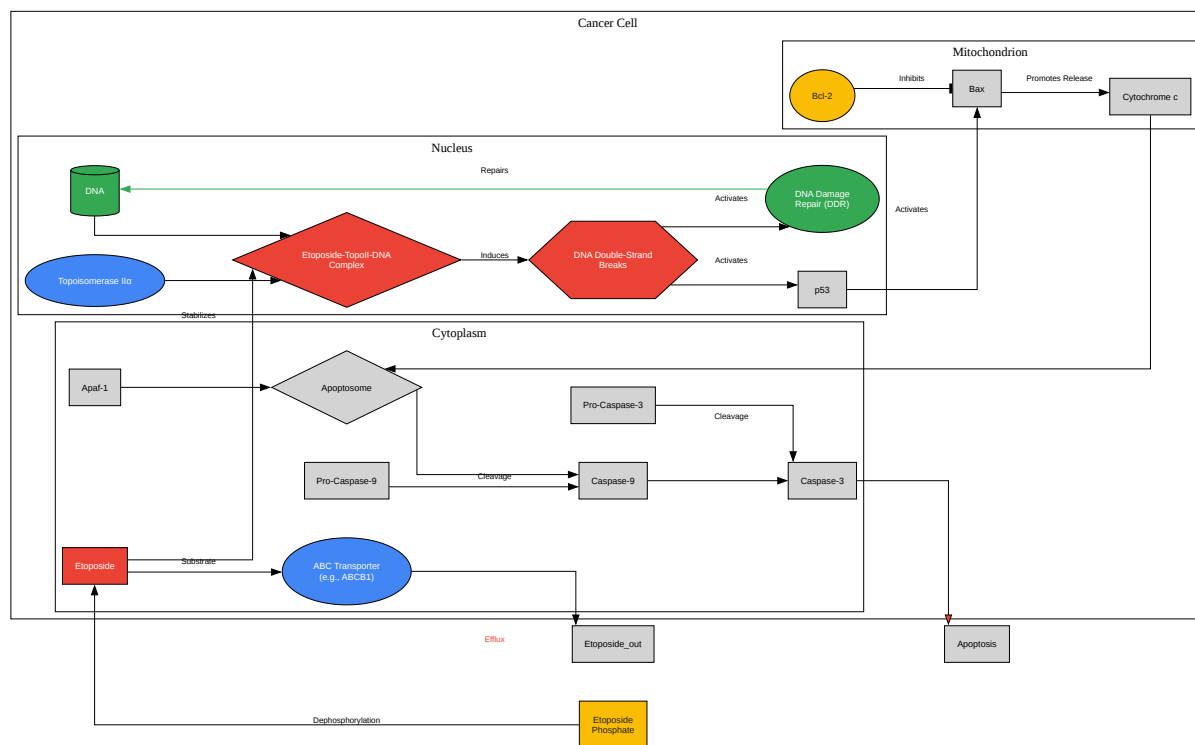 Cancer Cell
Mitochondrion
Bcl-2
Inhibits
Bax
Promotes Release
Cytochrome c
Nucleus
DNA
Repairs
DNA Damage
Repair (DDR)
Activates
Activates
Topoisomerase IIα
Etoposide-TopoII-DNA
Complex
Induces
DNA Double-Strand
Breaks
Activates
p53
Stabilizes
Cytoplasm
Apaf-1
Apoptosome
Pro-Caspase-3
Cleavage
Pro-Caspase-9
Cleavage
Caspase-9
Caspase-3
Etoposide
Substrate
ABC Transporter
(e.g., ABCB1)
Efflux
Etoposide_out
Apoptosis
Dephosphorylation
Etoposide
Phosphate